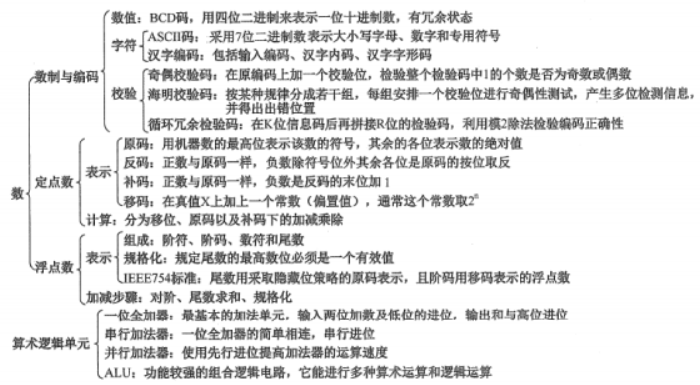 数值：BCD码，用四位二进制来表示一位十进制数，有冗余状态
字符
ASCII码：采用7位二进制数表示大小写字母、数字和专用符号
汉字编码：包括输入编码、汉字内码、汉字字形码
数制与编码
校验
奇偶校验码：在原编码上加一个校验位，检验整个检验码中1的个数是否为奇数或偶数
海明校验码：按某种规律分成若干组，每组安排一个校验位进行奇偶性测试，产生多位检测信息，
并得出出错位置
循环冗余检验码：在K位信息码后再拼接R位的检验码，利用模2除法检验编码正确性
数
定点数
表示
原码：用机器数的最高位表示该数的符号，其余的各位表示数的绝对值
反码：正数与原码一样，负数除符号位外其余各位是原码的按位取反
补码：正数与原码一样，负数是反码的末位加1
移码：在真值X上加上一个常数（偏置值），通常这个常数取2ⁿ
计算：分为移位、原码以及补码下的加减乘除
浮点数
表示
组成：阶符、阶码、数符和尾数
规格化：规定尾数的最高数位必须是一个有效值
IEEE754标准：尾数用采取隐藏位策略的原码表示，且阶码用移码表示的浮点数
加减步骤：对阶、尾数求和、规格化
算术逻辑单元
一位全加器：最基本的加法单元，输入两位加数及低位的进位，输出和与高位进位
串行加法器：一位全加器的简单相连，串行进位
并行加法器：使用先行进位提高加法器的运算速度
ALU：功能较强的组合逻辑电路，它能进行多种算术运算和逻辑运算